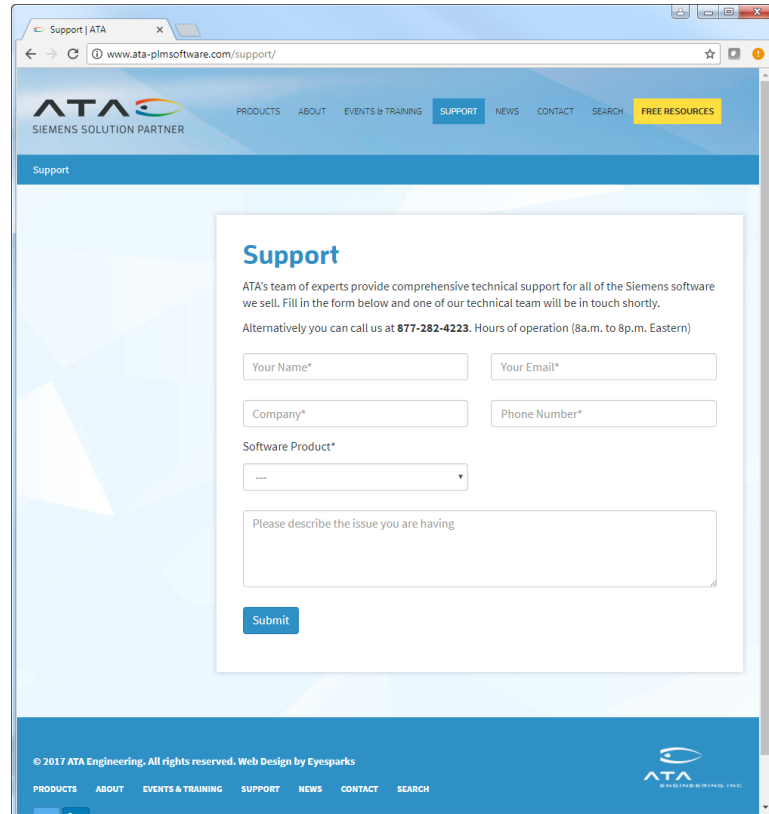 Support | ATA
www.ata-plmsoftware.com/support/
ATA
SIEMENS SOLUTION PARTNER
PRODUCTS ABOUT EVENTS & TRAINING SUPPORT NEWS CONTACT SEARCH FREE RESOURCES
Support
Support
ATA's team of experts provide comprehensive technical support for all of the Siemens software
we sell. Fill in the form below and one of our technical team will be in touch shortly.
Alternatively you can call us at 877-282-4223. Hours of operation (8a.m. to 8p.m. Eastern)
Your Name* Your Email*
Company* Phone Number*
Software Product*
---
Please describe the issue you are having
Submit
© 2017 ATA Engineering. All rights reserved. Web Design by Eyesparks
PRODUCTS ABOUT EVENTS & TRAINING SUPPORT NEWS CONTACT SEARCH
ATA
ENGINEERING, INC